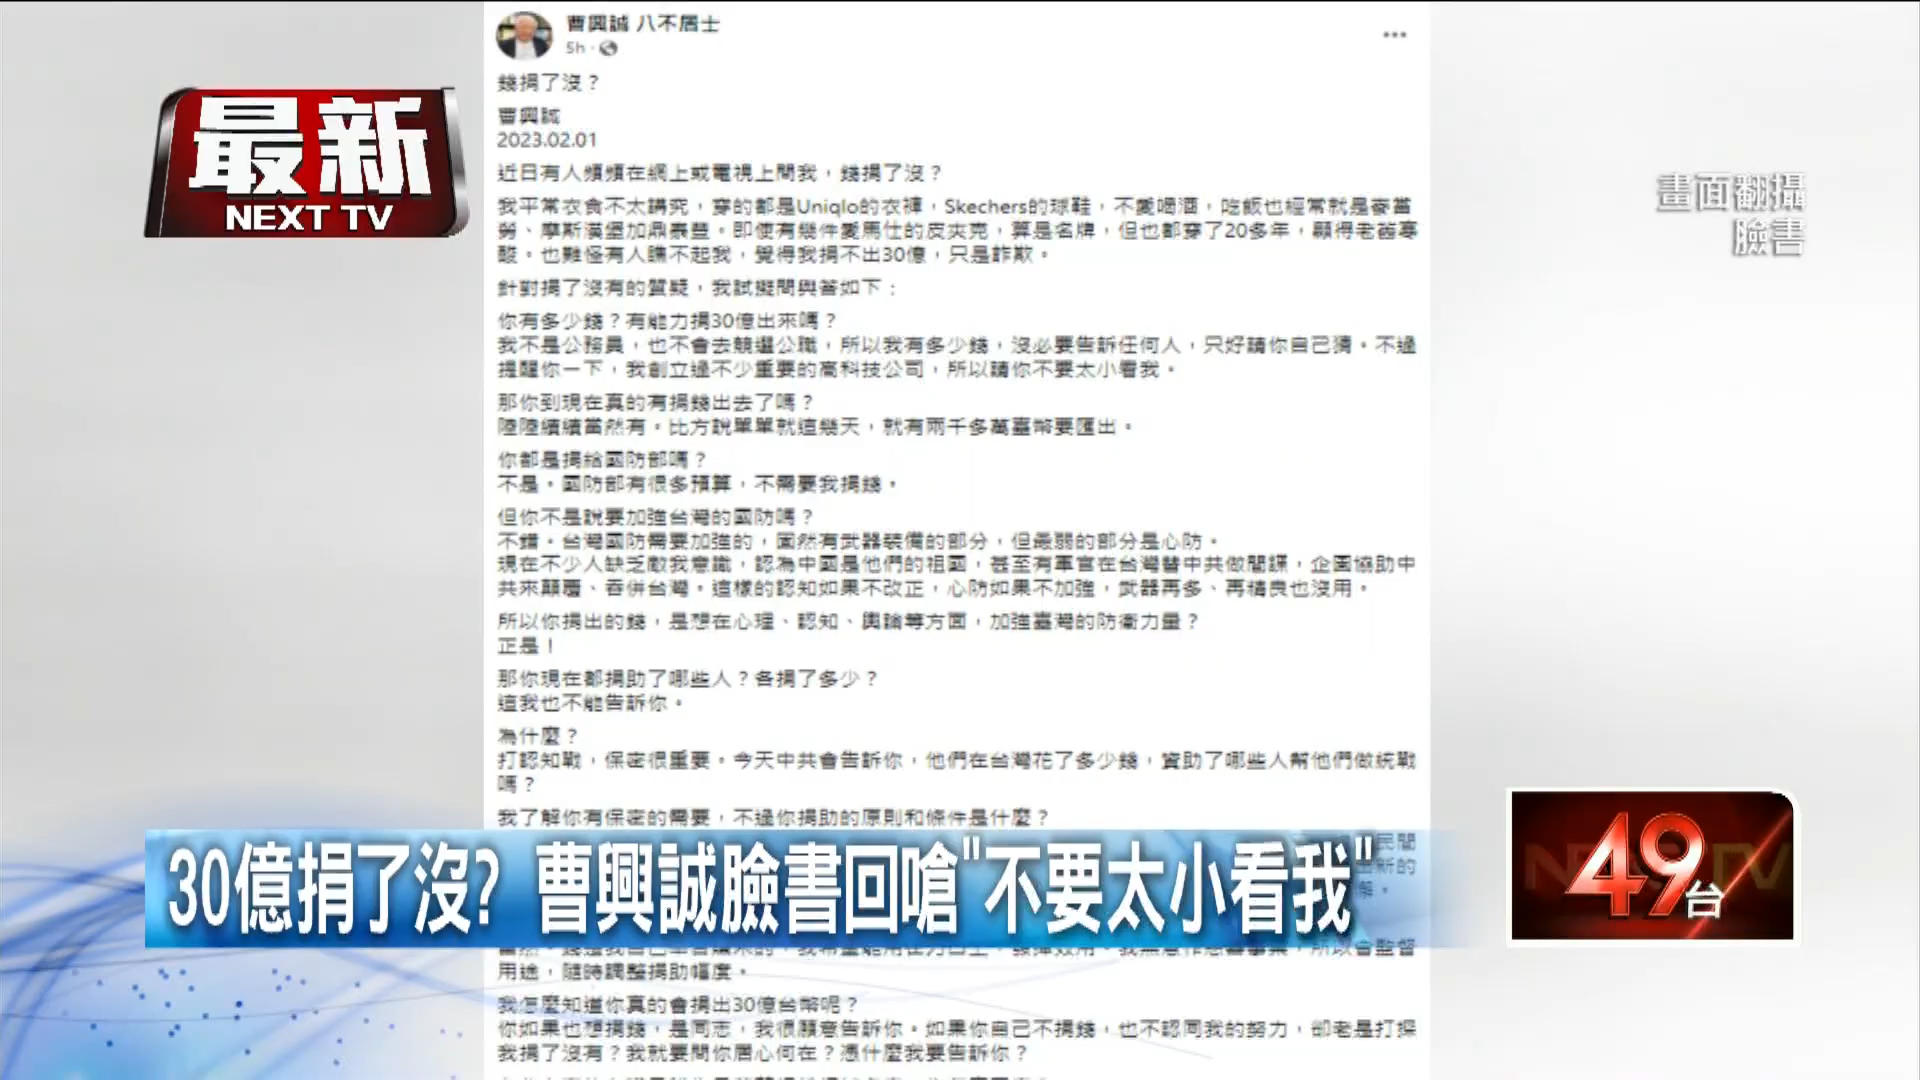 曹興誠 八不居士
5h
錢捐了沒？
曹興誠
2023.02.01
近日有人頻頻在網上或電視上問我，錢捐了沒？
我平常衣食不太講究，穿的都是Uniqlo的衣褲，Skechers的球鞋，不愛喝酒，吃飯也經常就是麥當
勞、摩斯漢堡加鼎泰豐。即使有幾件愛馬仕的皮夾克，算是名牌，但也都穿了20多年，顯得老舊寒
酸。也難怪有人瞧不起我，覺得我捐不出30億，只是詐欺。
針對捐了沒有的質疑，我試擬問與答如下：
你有多少錢？有能力捐30億出來嗎？
我不是公務員，也不會去競選公職，所以我有多少錢，沒必要告訴任何人，只好請你自己猜。不過
提醒你一下，我創立過不少重要的高科技公司，所以請你不要太小看我。
那你到現在真的有捐錢出去了嗎？
陸陸續續當然有。比方說單單就這幾天，就有兩千多萬臺幣要匯出。
你都是捐給國防部嗎？
不是。國防部有很多預算，不需要我捐錢。
但你不是說要加強台灣的國防嗎？
不錯。台灣國防需要加強的，固然有武器裝備的部分，但最弱的部分是心防。
現在不少人缺乏敵我意識，認為中國是他們的祖國，甚至有軍官在台灣替中共做間諜，企圖協助中
共來顛覆、吞併台灣。這樣的認知如果不改正，心防如果不加強，武器再多、再精良也沒用。
所以你捐出的錢，是想在心理、認知、輿論等方面，加強臺灣的防衛力量？
正是！
那你現在都捐助了哪些人？各捐了多少？
這我也不能告訴你。
為什麼？
打認知戰，保密很重要。今天中共會告訴你，他們在台灣花了多少錢，資助了哪些人幫他們做統戰
嗎？
我了解你有保密的需要，不過你捐助的原則和條件是什麼？
民間
新的
用途，隨時調整捐助幅度。
我怎麼知道你真的會捐出30億台幣呢？
你如果也想捐錢，是同志，我很願意告訴你。如果你自己不捐錢，也不認同我的努力，卻老是打探
我捐了沒有？我就要問你居心何在？憑什麼我要告訴你？
最新
NEXT TV
畫面翻攝
臉書
30億捐了沒? 曹興誠臉書回嗆"不要太小看我"
49台